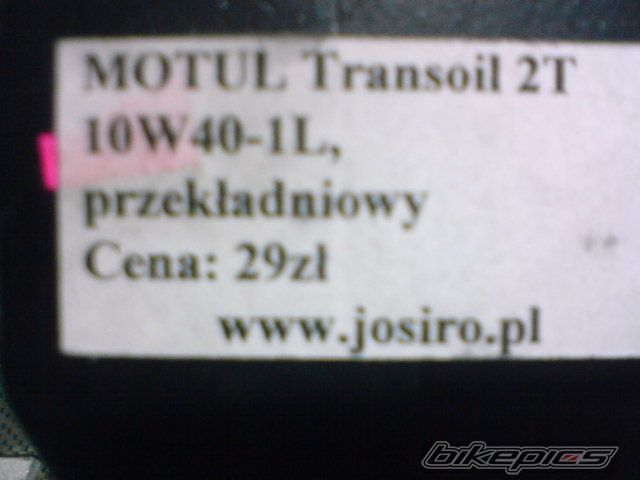 MOTUL Transoil 2T
10W40-1L,
przekładniowy
Cena: 29zł
www.josiro.pl
bikepics